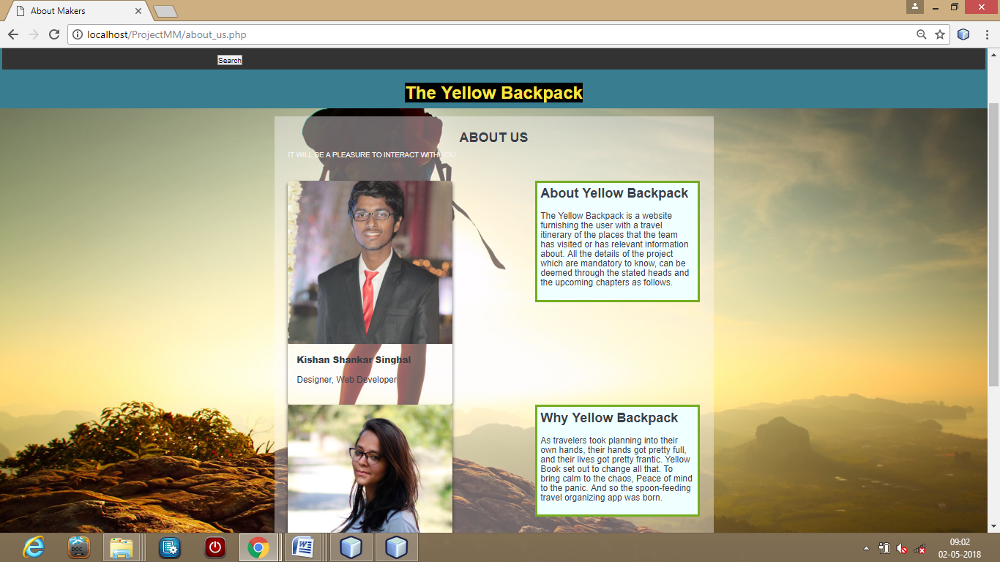 About Makers
localhost/ProjectMM/about_us.php
Search
The Yellow Backpack
ABOUT US
IT WILL BE A PLEASURE TO INTERACT WITH YOU
About Yellow Backpack
The Yellow Backpack is a website
furnishing the user with a travel
itinerary of the places that the team
has visited or has relevant information
about. All the details of the project
which are mandatory to know, can be
deemed through the stated heads and
the upcoming chapters as follows.
Kishan Shankar Singhal
Designer, Web Developer
Why Yellow Backpack
As travelers took planning into their
own hands, their hands got pretty full,
and their lives got pretty frantic. Yellow
Book set out to change all that. To
bring calm to the chaos, Peace of mind
to the panic. And so the spoon-feeding
travel organizing app was born.
DOC
09:02
02-05-2018